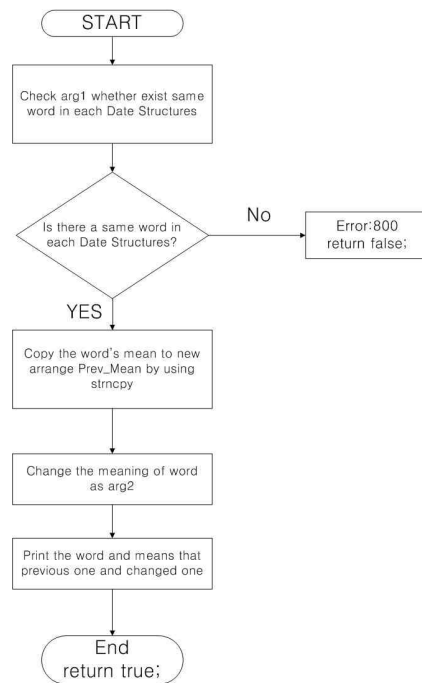 START
Check arg1 whether exist same
word in each Date Structures
Is there a same word in
each Date Structures?
No
Error:800
return false;
YES
Copy the word's mean to new
arrange Prev_Mean by using
strncpy
Change the meaning of word
as arg2
Print the word and means that
previous one and changed one
End
return true;